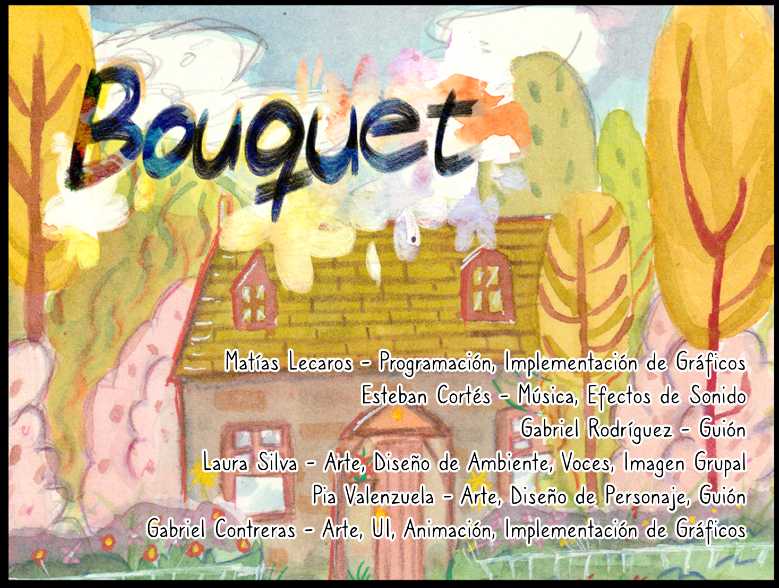 Bouquet
Matías Lecaros - Programación, Implementación de Gráficos
Esteban Cortés - Música, Efectos de Sonido
Gabriel Rodríguez - Guión
Laura Silva - Arte, Diseño de Ambiente, Voces, Imagen Grupal
Pia Valenzuela - Arte, Diseño de Personaje, Guión
Gabriel Contreras - Arte, UI, Animación, Implementación de Gráficos